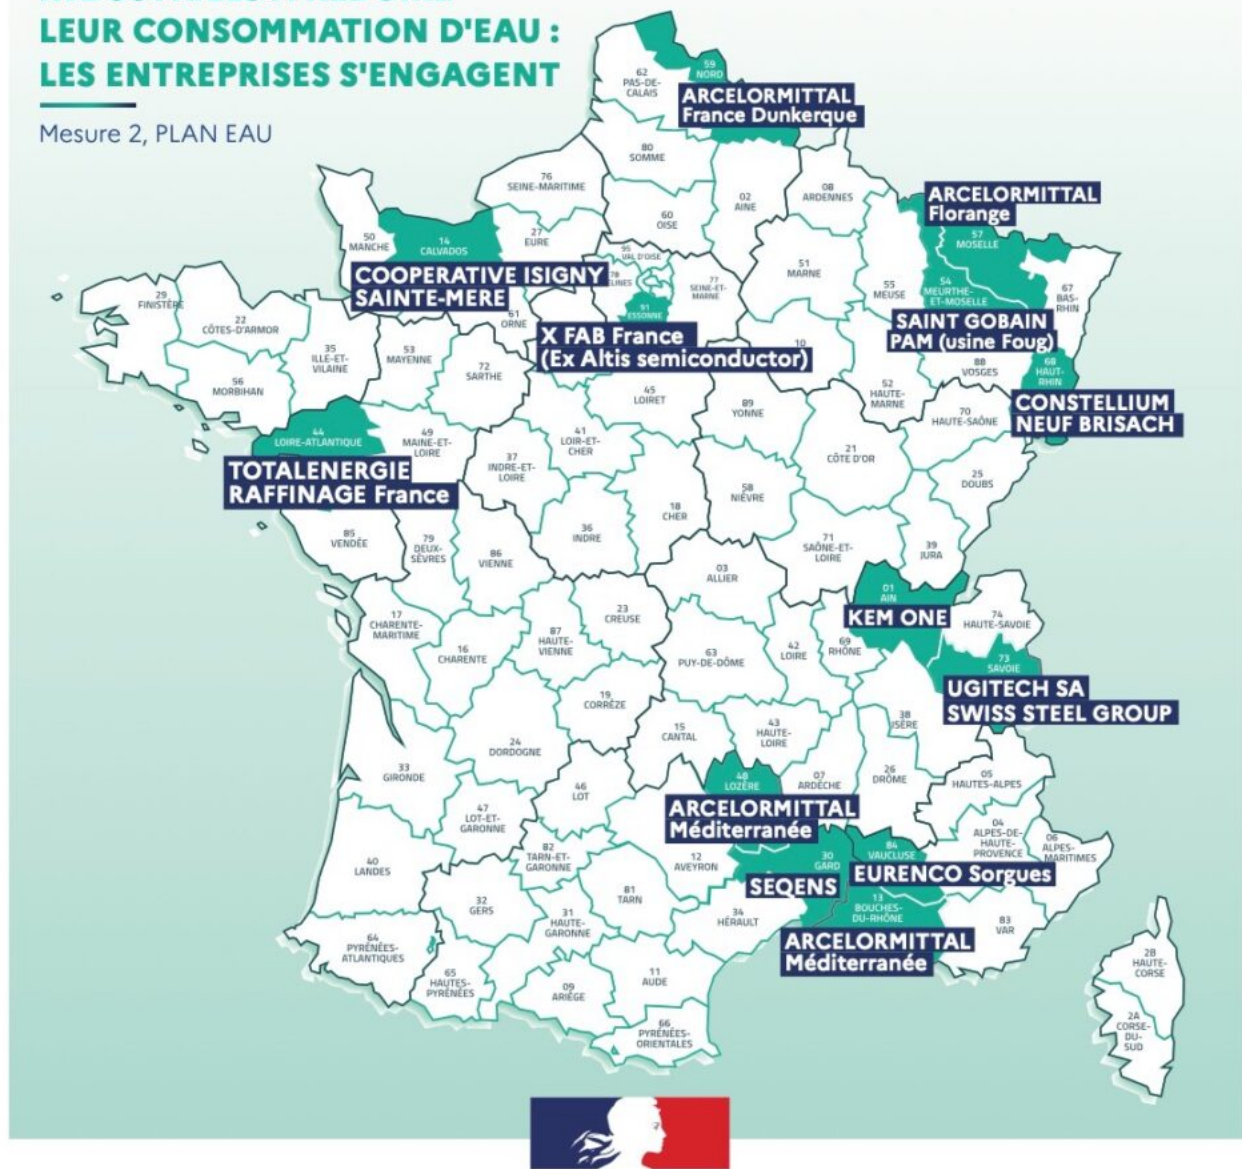 LEUR CONSOMMATION D'EAU :
LES ENTREPRISES S'ENGAGENT
Mesure 2, PLAN EAU
59
NORD
62
PAS-DE-
CALAIS
ARCELORMITTAL
France Dunkerque
80
SOMME
76
SEINE-MARITIME
02
AINE
08
ARDENNES
60
OISE
27
EURE
50
MANCHE
14
CALVADOS
95
VAL D'OISE
78
77
SEINE-ET-
MARNE
91
ESSONNE
51
MARNE
55
MEUSE
ARCELORMITTAL
Florange
57
MOSELLE
54
MEURTHE-
ET-MOSELLE
67
BAS-
RHIN
COOPERATIVE ISIGNY
SAINTE-MERE
61
ORNE
X FAB France
(Ex Altis semiconductor)
10
SAINT GOBAIN
PAM (usine Foug)
88
VOSGES
68
HAUT-
RHIN
CONSTELLIUM
NEUF BRISACH
29
FINISTÈRE
22
CÔTES-D'ARMOR
35
ILLE-ET-
VILAINE
56
MORBIHAN
53
MAYENNE
72
SARTHE
45
LOIRET
89
YONNE
52
HAUTE-
MARNE
70
HAUTE-SAÔNE
44
LOIRE-ATLANTIQUE
49
MAINE-ET-
LOIRE
41
LOIR-ET-
CHER
37
INDRE-ET-
LOIRE
21
CÔTE D'OR
25
DOUBS
TOTALENERGIE
RAFFINAGE France
58
NIÈVRE
18
CHER
36
INDRE
85
VENDÉE
79
DEUX-
SÈVRES
86
VIENNE
71
SAÔNE-ET-
LOIRE
39
JURA
03
ALLIER
01
AIN
KEM ONE
74
HAUTE-SAVOIE
17
CHARENTE-
MARITIME
16
CHARENTE
87
HAUTE-
VIENNE
23
CREUSE
63
PUY-DE-DÔME
42
LOIRE
69
RHÔNE
73
SAVOIE
UGITECH SA
SWISS STEEL GROUP
19
CORRÈZE
15
CANTAL
43
HAUTE-
LOIRE
38
ISÈRE
24
DORDOGNE
33
GIRONDE
46
LOT
48
LOZÈRE
07
ARDÈCHE
26
DRÔME
05
HAUTES-ALPES
47
LOT-ET-
GARONNE
ARCELORMITTAL
Méditerranée
04
ALPES-DE-
HAUTE-
PROVENCE
06
ALPES-
MARITIMES
82
TARN-ET-
GARONNE
12
AVEYRON
30
GARD
84
VAUCLUSE
40
LANDES
SEQENS
EURENCO Sorgues
32
GERS
81
TARN
31
HAUTE-
GARONNE
34
HÉRAULT
13
BOUCHES-
DU-RHÔNE
83
VAR
64
PYRÉNÉES-
ATLANTIQUES
ARCELORMITTAL
Méditerranée
65
HAUTES-
PYRÉNÉES
09
ARIÈGE
11
AUDE
66
PYRÉNÉES-
ORIENTALES
2B
HAUTE-
CORSE
2A
CORSE-
DU-
SUD